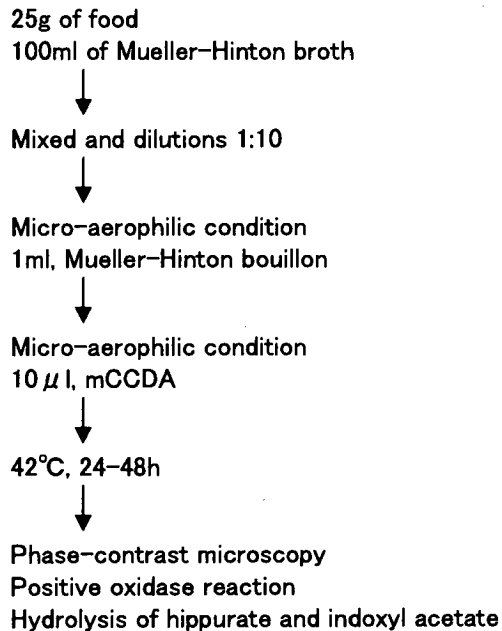 25g of food
100ml of Mueller-Hinton broth
Mixed and dilutions 1:10
Micro-aerophilic condition
1ml, Mueller-Hinton bouillon
Micro-aerophilic condition
10 μl, mCCDA
42°C, 24-48h
Phase-contrast microscopy
Positive oxidase reaction
Hydrolysis of hippurate and indoxyl acetate